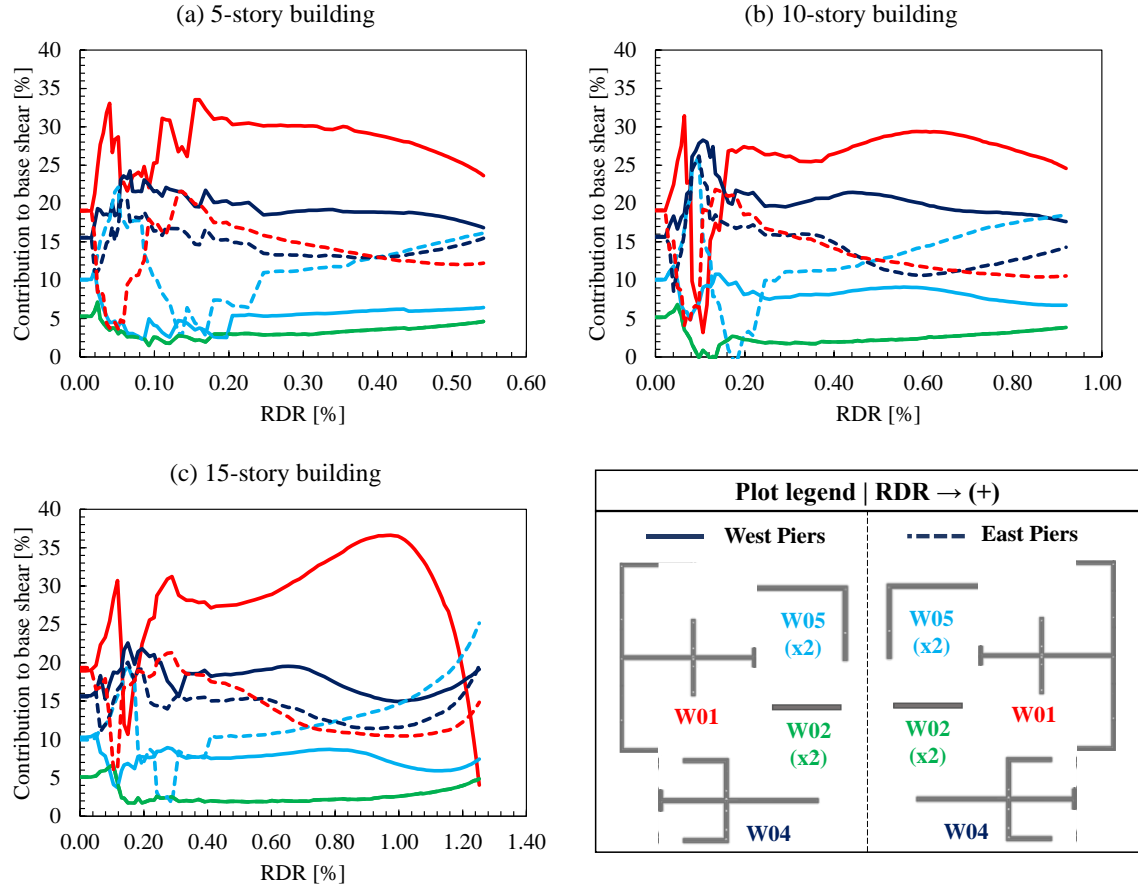 (a) 5-story building
Contribution to base shear [%]
40
35
30
25
20
15
10
5
0
0.00 0.10 0.20 0.30 0.40 0.50 0.60
RDR [%]
(b) 10-story building
Contribution to base shear [%]
40
35
30
25
20
15
10
5
0
0.00 0.20 0.40 0.60 0.80 1.00
RDR [%]
(c) 15-story building
Contribution to base shear [%]
40
35
30
25
20
15
10
5
0
0.00 0.20 0.40 0.60 0.80 1.00 1.20 1.40
RDR [%]
Plot legend | RDR → (+)
West Piers
East Piers
W05
(x2)
W05
(x2)
W01
W01
W02
(x2)
W02
(x2)
W04
W04